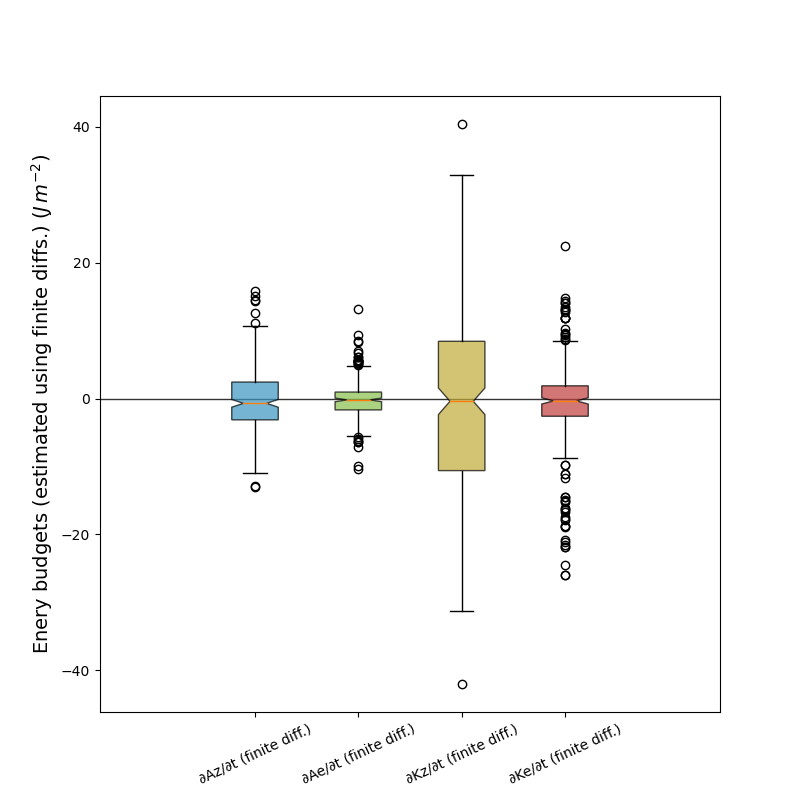 Enery budgets (estimated using finite diffs.) (J m⁻²)
40
20
0
−20
−40
∂Az/∂t (finite diff.)
∂Ae/∂t (finite diff.)
∂Kz/∂t (finite diff.)
∂Ke/∂t (finite diff.)